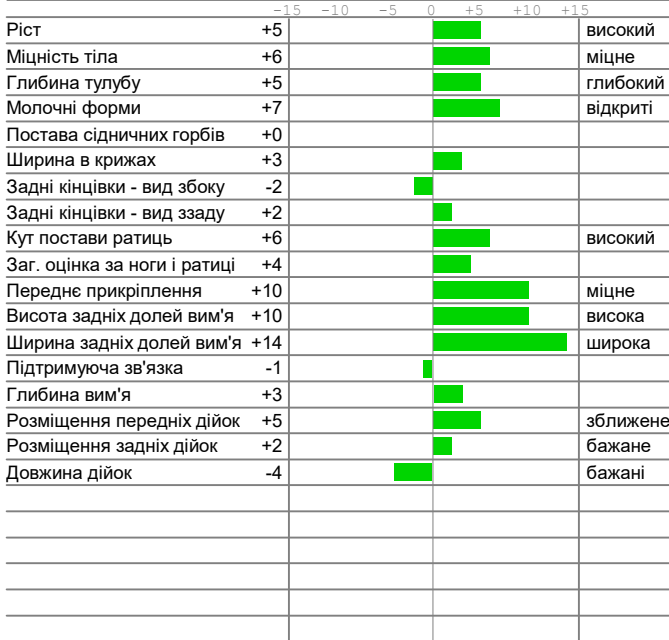 -15 -10 -5 0 +5 +10 +15
Ріст +5 високий
Міцність тіла +6 міцне
Глибина тулубу +5 глибокий
Молочні форми +7 відкриті
Постава сідничних горбів +0
Ширина в крижах +3
Задні кінцівки - вид збоку -2
Задні кінцівки - вид ззаду +2
Кут постави ратиць +6 високий
Заг. оцінка за ноги і ратиці +4
Переднє прикріплення +10 міцне
Висота задніх долей вим'я +10 висока
Ширина задніх долей вим'я +14 широка
Підтримуюча зв'язка -1
Глибина вим'я +3
Розміщення передніх дійок +5 зближене
Розміщення задніх дійок +2 бажане
Довжина дійок -4 бажані